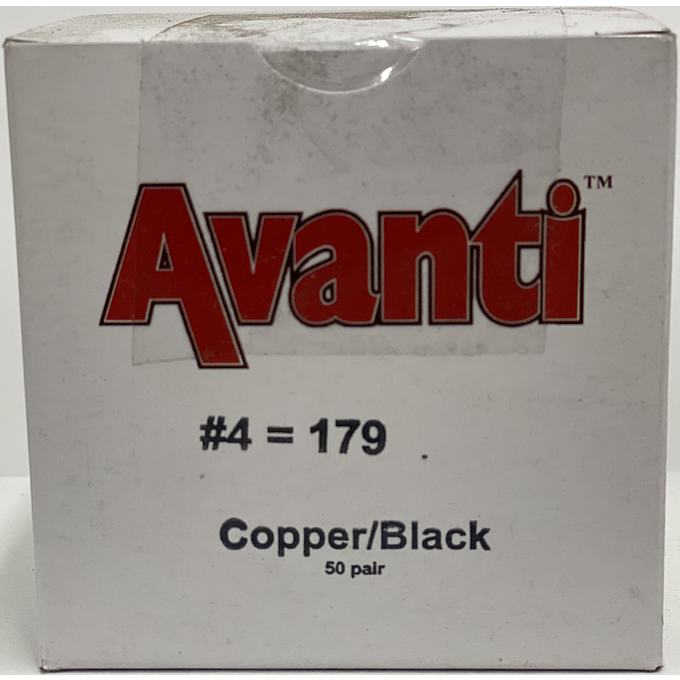 Avanti™
#4 = 179
Copper/Black
50 pair